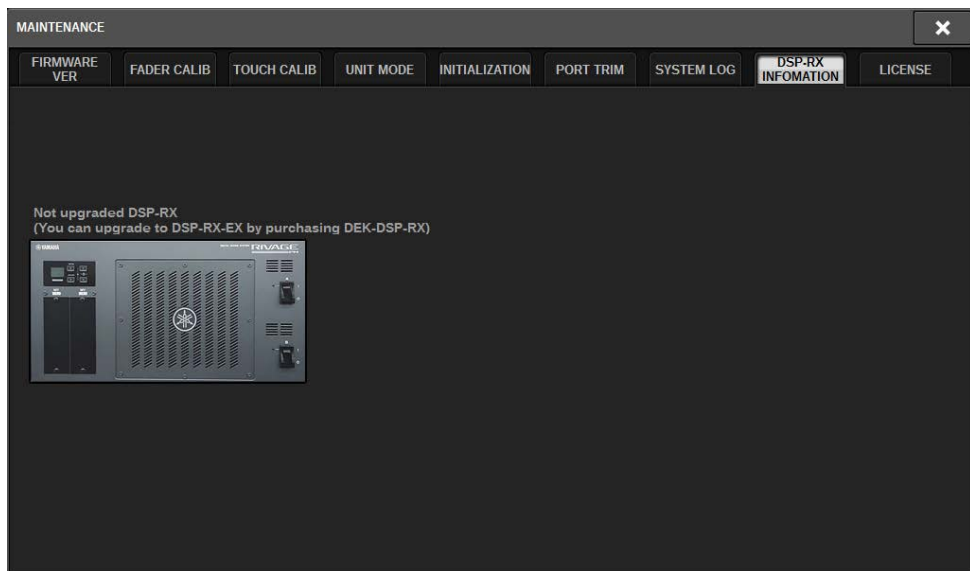 MAINTENANCE
FIRMWARE
VER
FADER CALIB
TOUCH CALIB
UNIT MODE
INITIALIZATION
PORT TRIM
SYSTEM LOG
DSP-RX
INFOMATION
LICENSE
Not upgraded DSP-RX
(You can upgrade to DSP-RX-EX by purchasing DEK-DSP-RX)
YAMAHA
RIVAGE